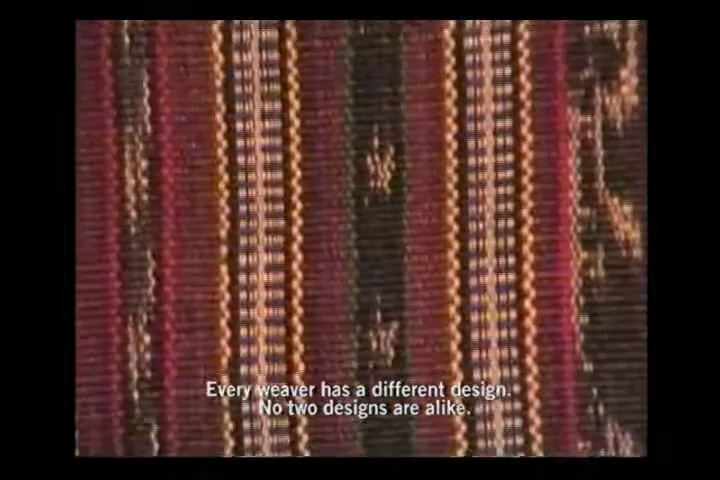 Every weaver has a different design.
No two designs are alike.